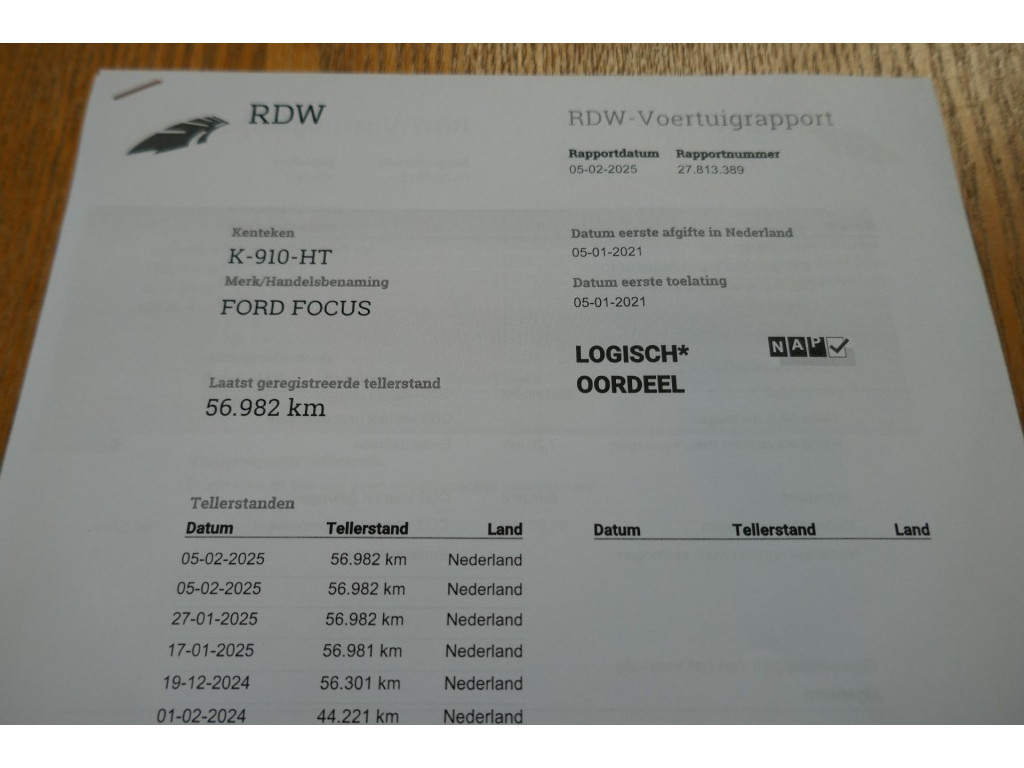 RDW
RDW-Voertuigrapport
Rapportdatum Rapportnummer
05-02-2025 27.813.389
Kenteken
K-910-HT
Merk/Handelsbenaming
FORD FOCUS
Datum eerste afgifte in Nederland
05-01-2021
Datum eerste toelating
05-01-2021
LOGISCH*
OORDEEL
NAP
Laatst geregistreerde tellerstand
56.982 km
Tellerstanden
Datum Tellerstand Land Datum Tellerstand Land
05-02-2025 56.982 km Nederland
05-02-2025 56.982 km Nederland
27-01-2025 56.982 km Nederland
17-01-2025 56.981 km Nederland
19-12-2024 56.301 km Nederland
01-02-2024 44.221 km Nederland